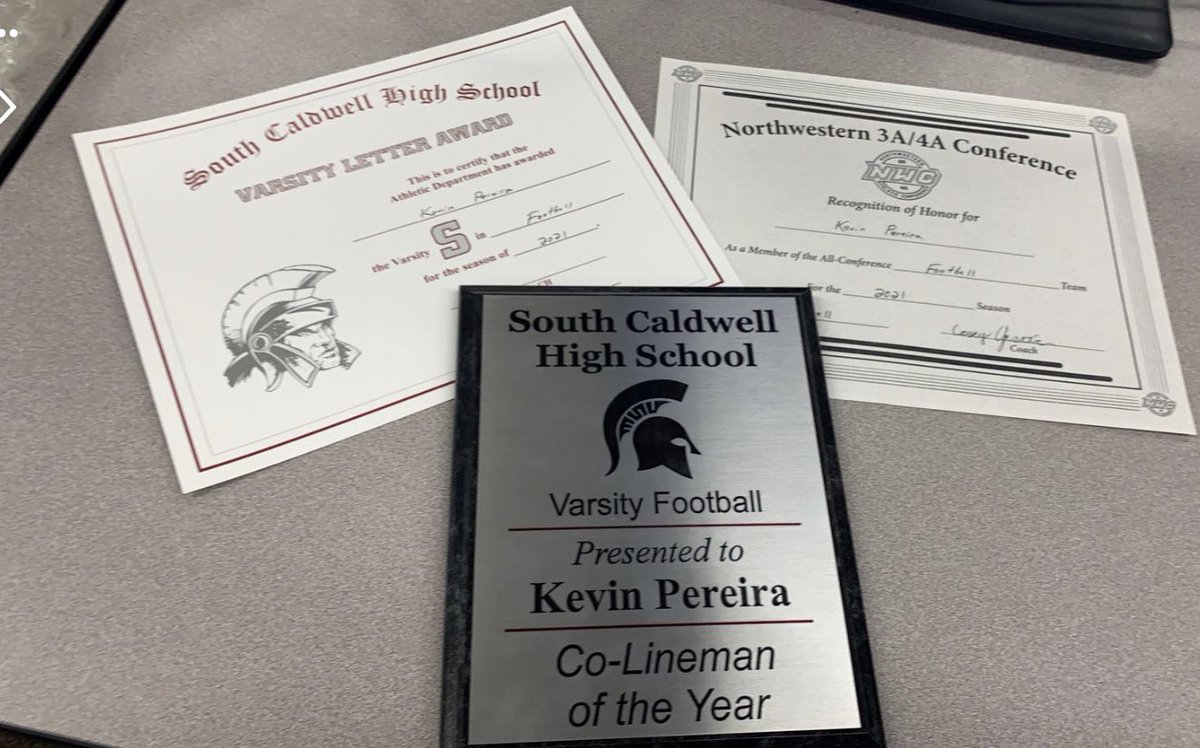 South Caldwell High School
VARSITY LETTER AWARD
This is to certify that the
Athletic Department has awarded
Kevin Pereira
the Varsity S in Football
for the season of 2021
Northwestern 3A/4A Conference
NWC
Recognition of Honor for
Kevin Pereira
As a Member of the All-Conference Football Team
For the 2021 Season
Coach
South Caldwell
High School
Varsity Football
Presented to
Kevin Pereira
Co-Lineman
of the Year